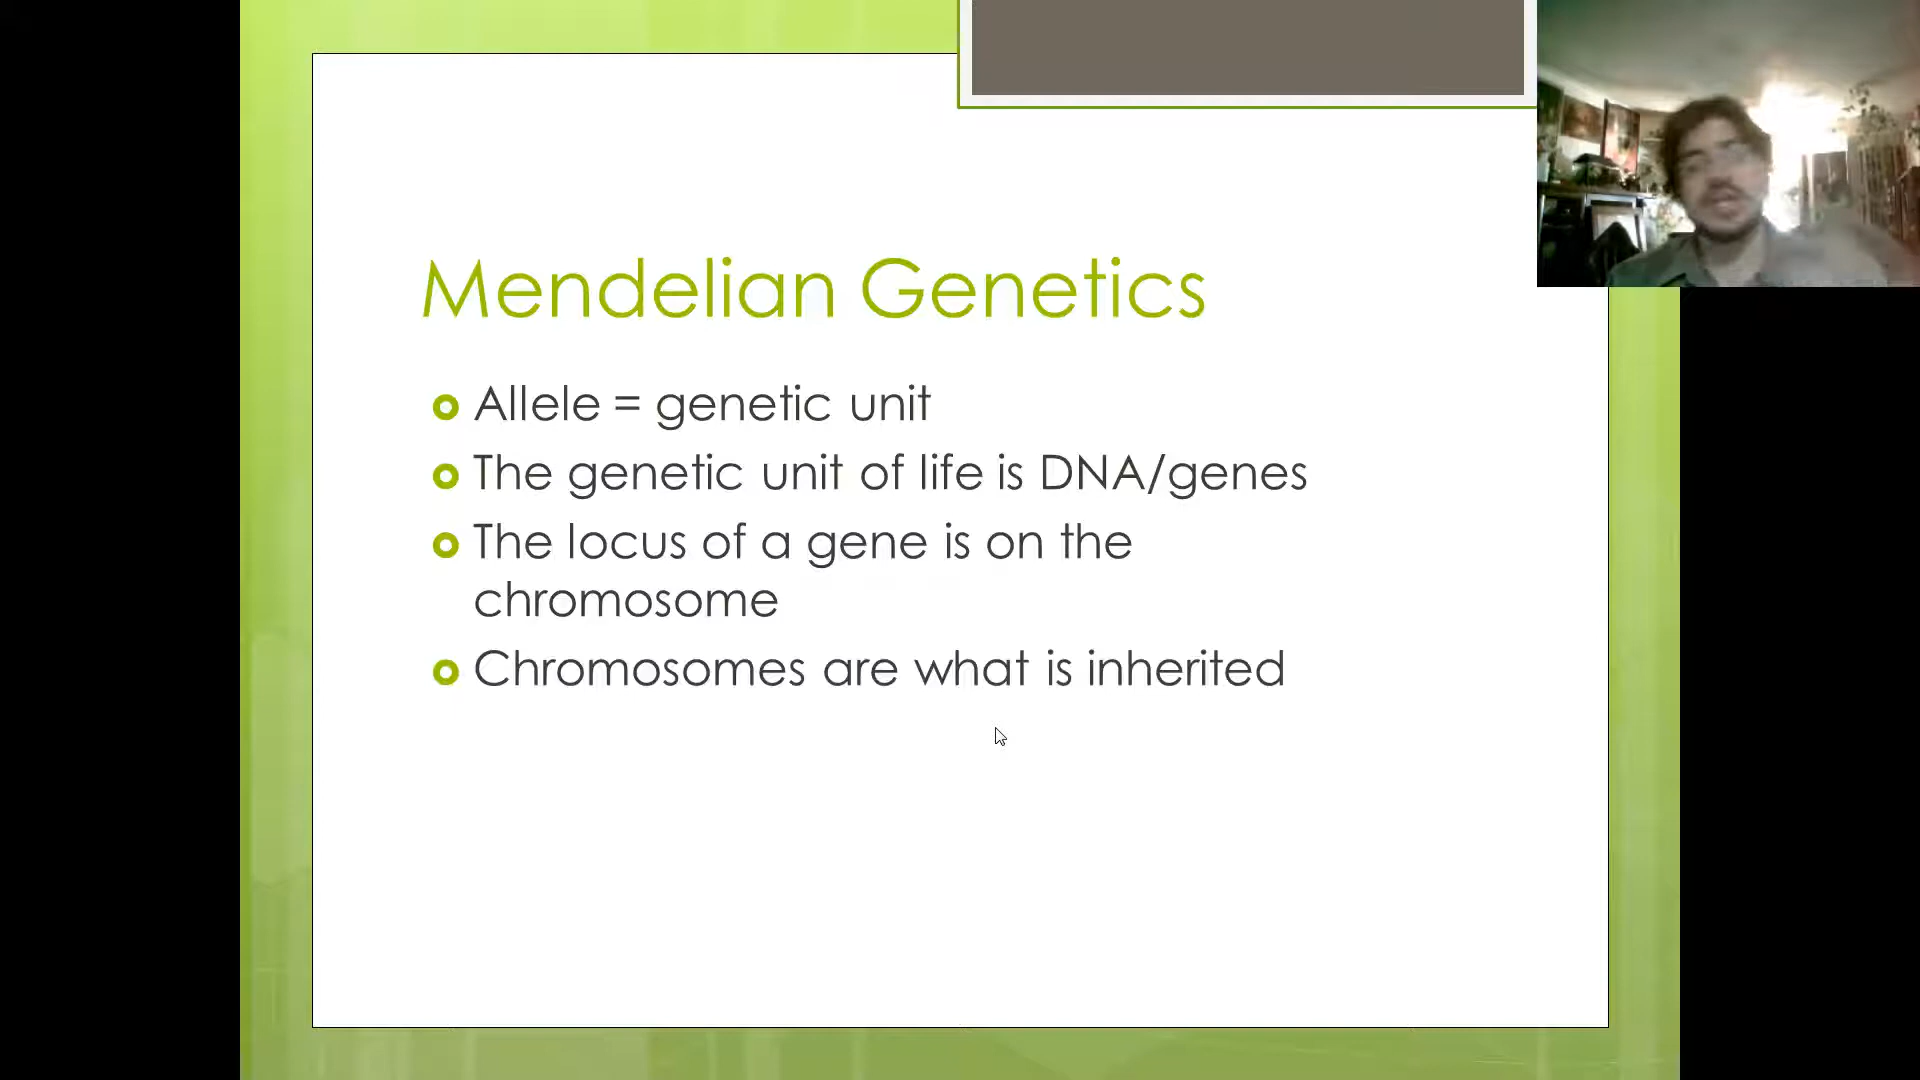 Mendelian Genetics
Allele = genetic unit
The genetic unit of life is DNA/genes
The locus of a gene is on the
chromosome
Chromosomes are what is inherited